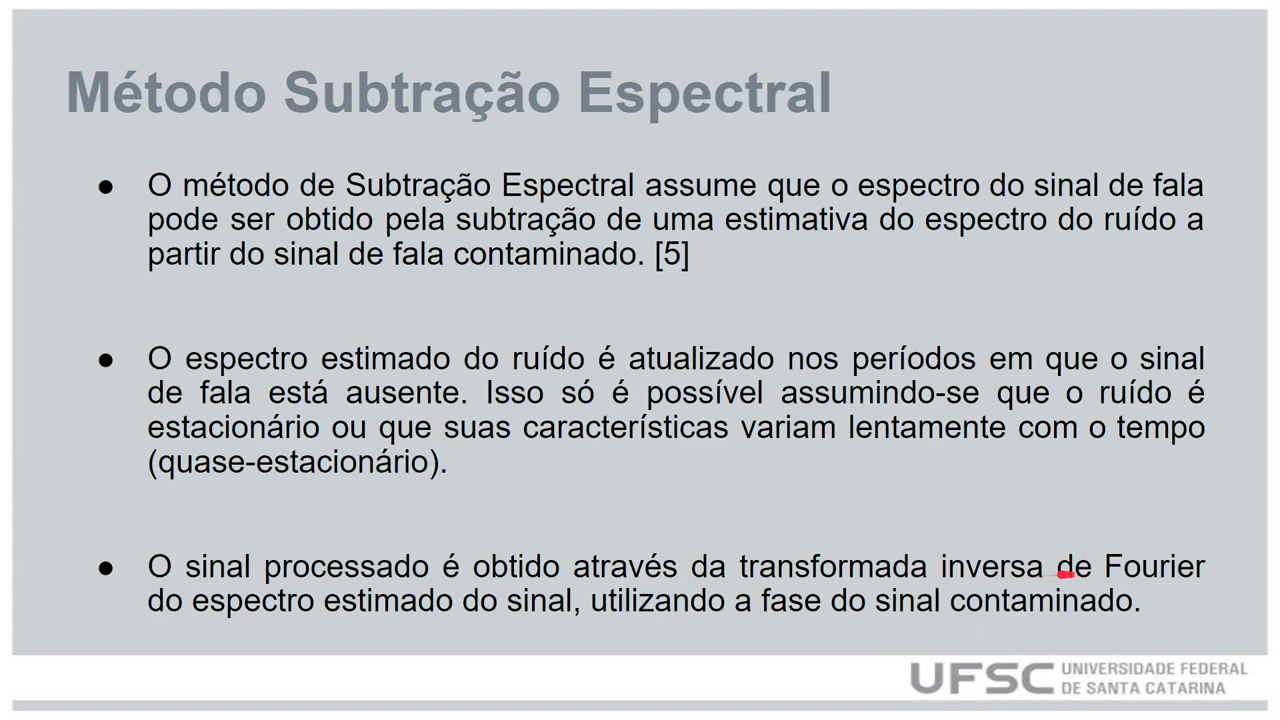 Método Subtração Espectral
● O método de Subtração Espectral assume que o espectro do sinal de fala
pode ser obtido pela subtração de uma estimativa do espectro do ruído a
partir do sinal de fala contaminado. [5]
● O espectro estimado do ruído é atualizado nos períodos em que o sinal
de fala está ausente. Isso só é possível assumindo-se que o ruído é
estacionário ou que suas características variam lentamente com o tempo
(quase-estacionário).
● O sinal processado é obtido através da transformada inversa de Fourier
do espectro estimado do sinal, utilizando a fase do sinal contaminado.
UFSC UNIVERSIDADE FEDERAL
DE SANTA CATARINA